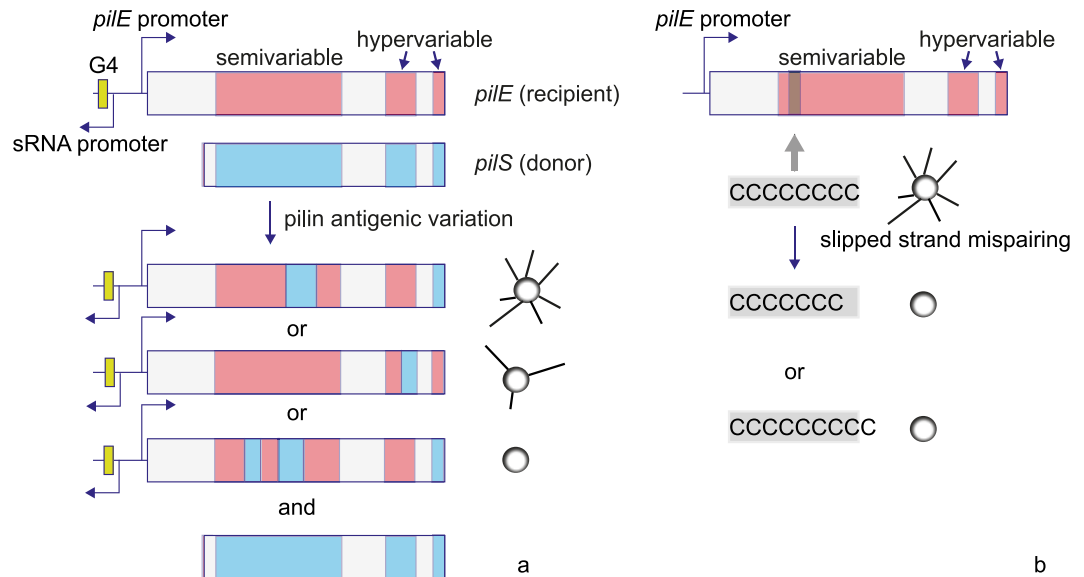 pilE promoter
G4
semivariable
hypervariable
pilE (recipient)
sRNA promoter
pilS (donor)
pilin antigenic variation
or
or
and
a
pilE promoter
semivariable
hypervariable
CCCCCCCC
slipped strand mispairing
CCCCCCC
or
CCCCCCCCC
b